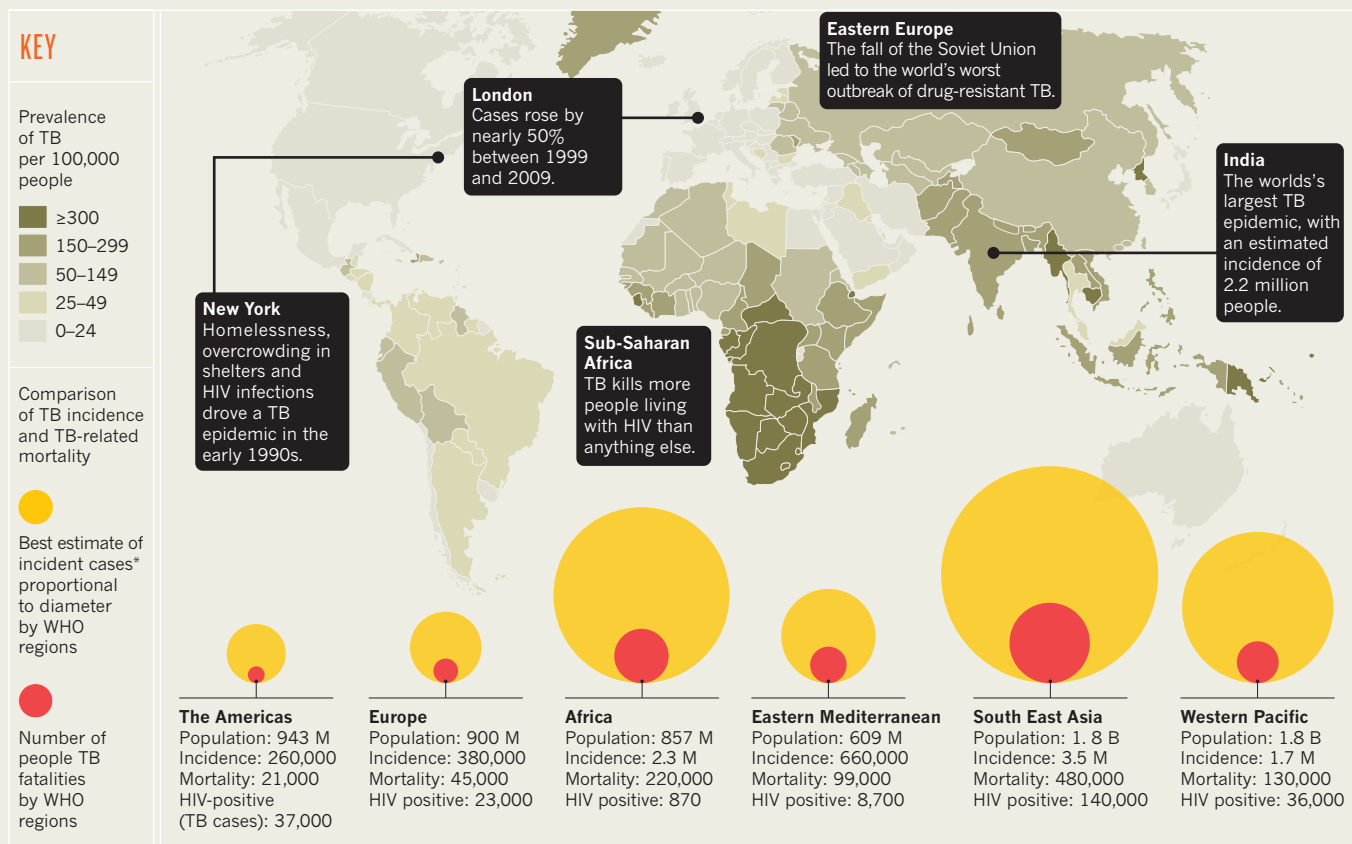 KEY
Prevalence
of TB
per 100,000
people
≥300
150–299
50–149
25–49
0–24
Comparison
of TB incidence
and TB-related
mortality
Best estimate of
incident cases*
proportional
to diameter
by WHO
regions
Number of
people TB
fatalities
by WHO
regions
London
Cases rose by
nearly 50%
between 1999
and 2009.
Eastern Europe
The fall of the Soviet Union
led to the world’s worst
outbreak of drug-resistant TB.
India
The worlds’s
largest TB
epidemic, with
an estimated
incidence of
2.2 million
people.
New York
Homelessness,
overcrowding in
shelters and
HIV infections
drove a TB
epidemic in the
early 1990s.
Sub-Saharan
Africa
TB kills more
people living
with HIV than
anything else.
The Americas
Population: 943 M
Incidence: 260,000
Mortality: 21,000
HIV-positive
(TB cases): 37,000
Europe
Population: 900 M
Incidence: 380,000
Mortality: 45,000
HIV positive: 23,000
Africa
Population: 857 M
Incidence: 2.3 M
Mortality: 220,000
HIV positive: 870
Eastern Mediterranean
Population: 609 M
Incidence: 660,000
Mortality: 99,000
HIV positive: 8,700
South East Asia
Population: 1. 8 B
Incidence: 3.5 M
Mortality: 480,000
HIV positive: 140,000
Western Pacific
Population: 1.8 B
Incidence: 1.7 M
Mortality: 130,000
HIV positive: 36,000